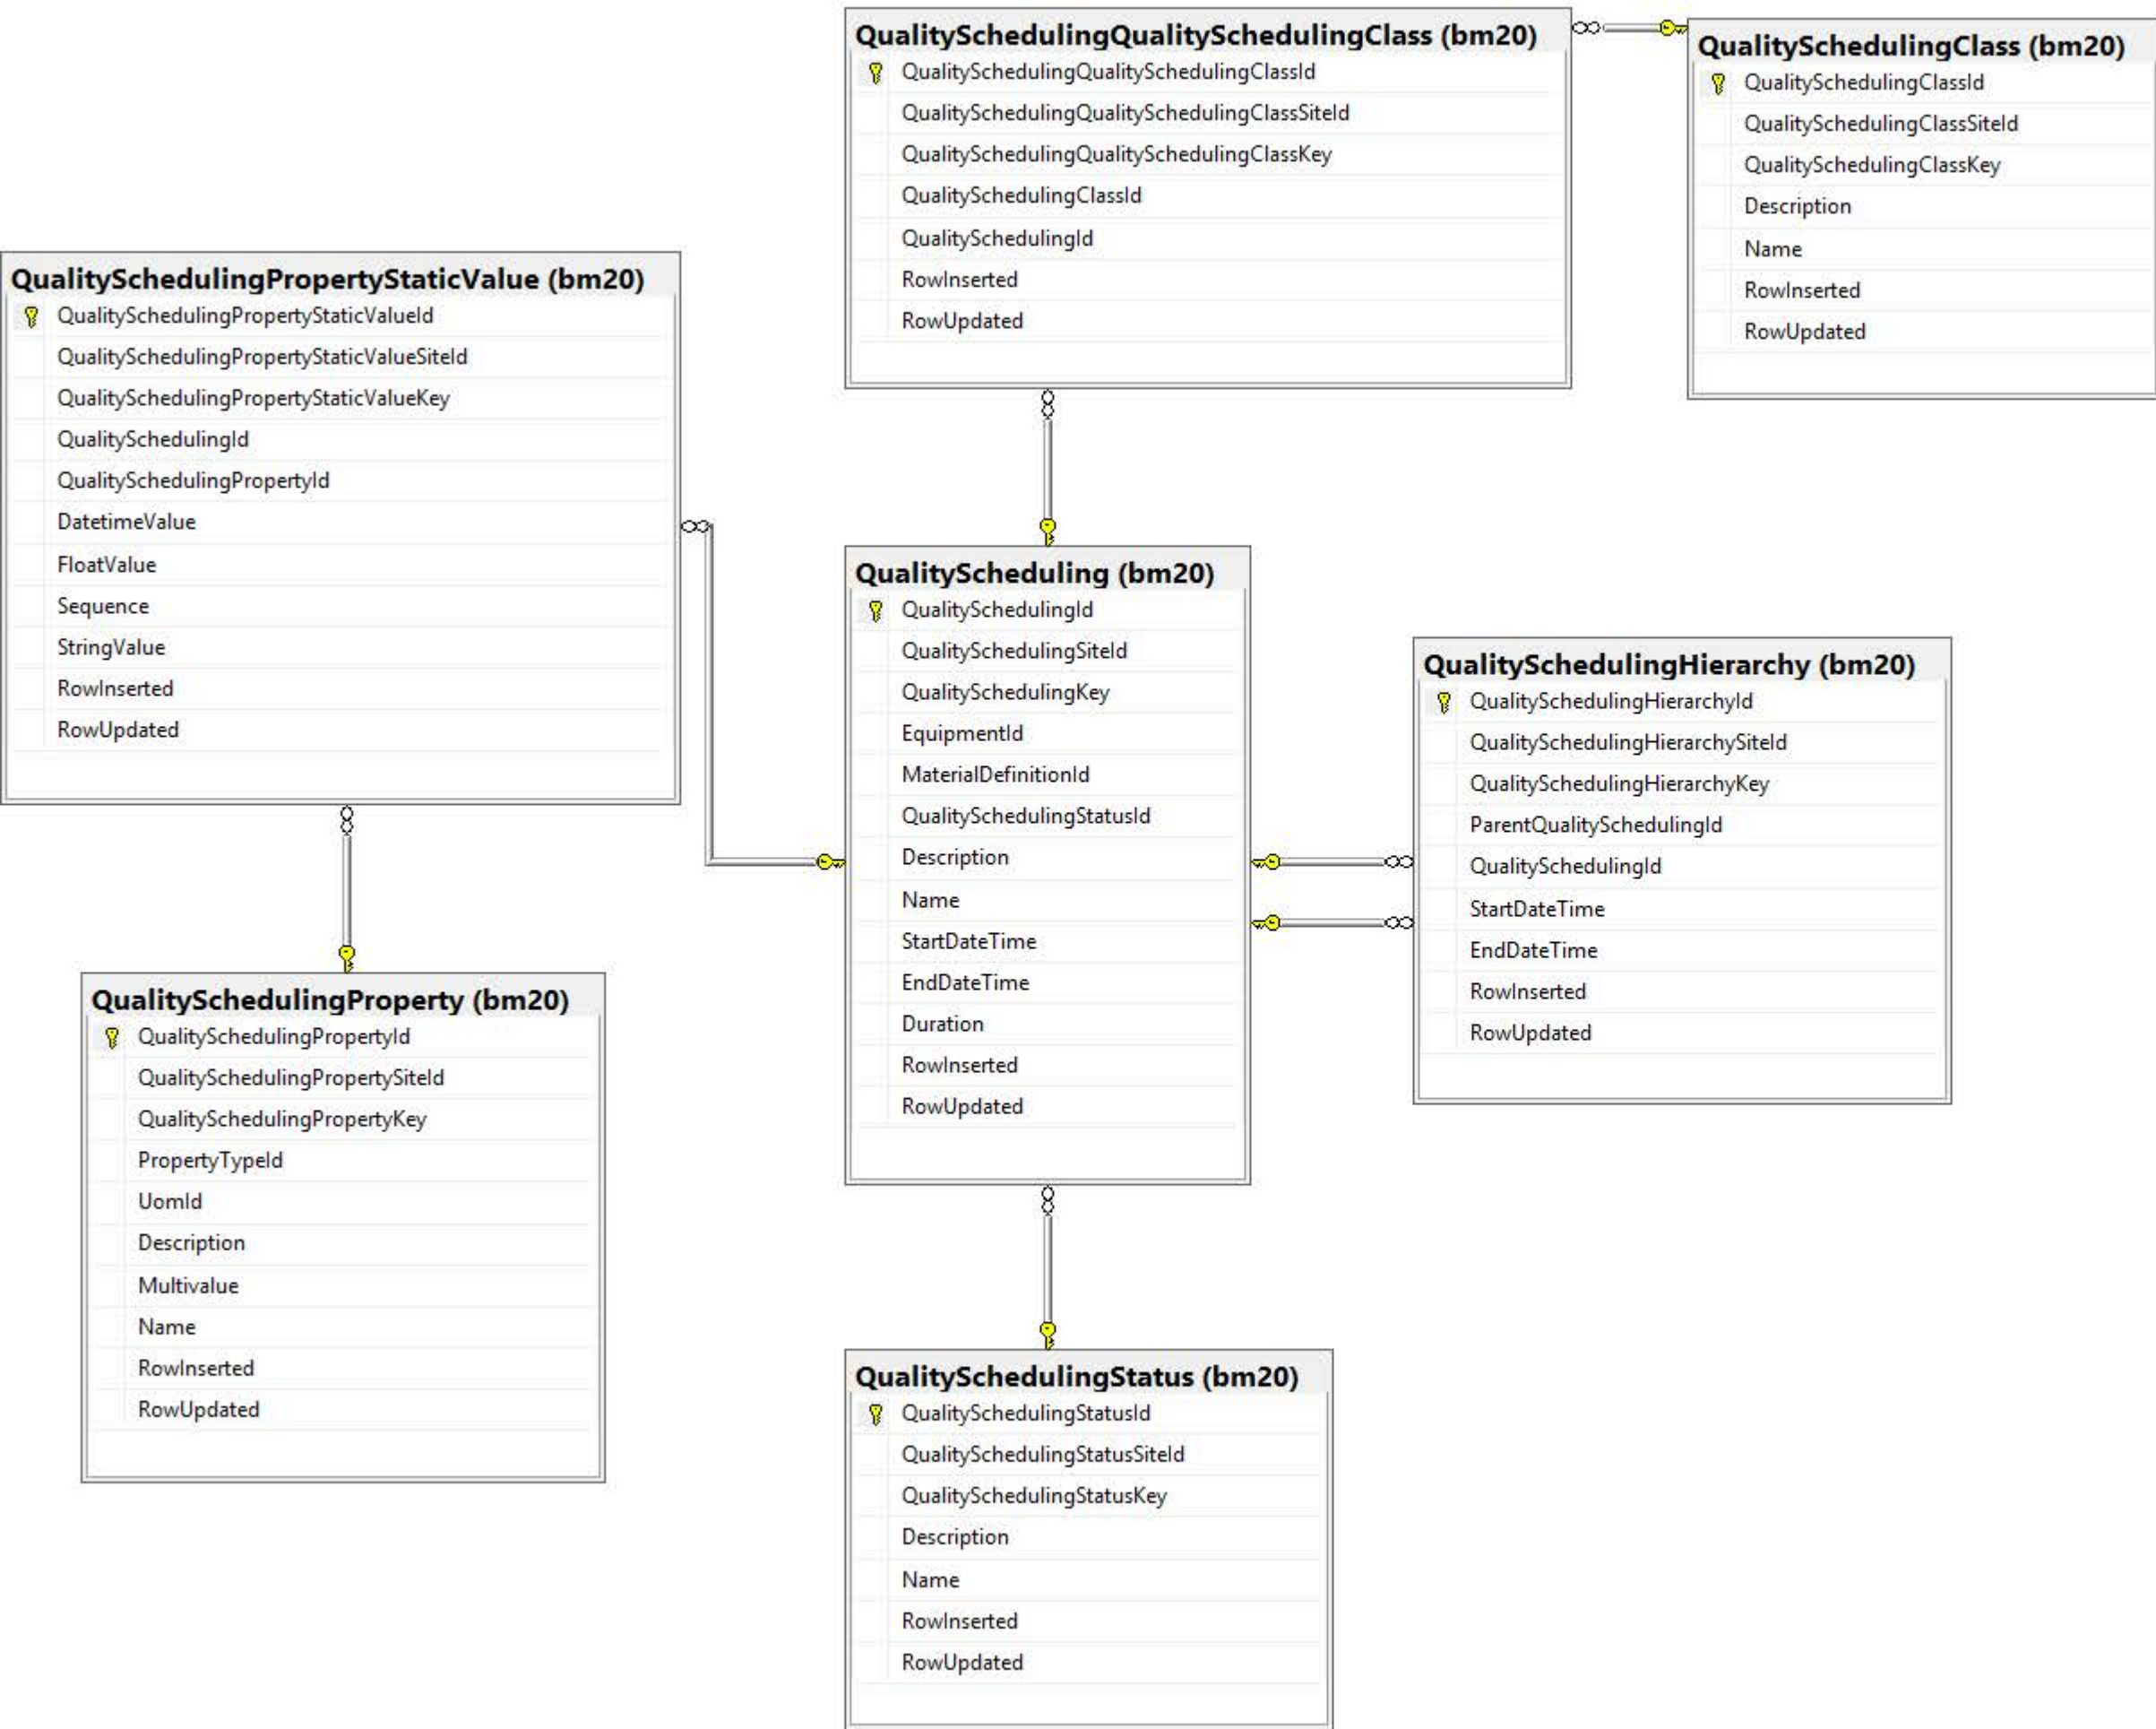 QualitySchedulingQualitySchedulingClass (bm20)
QualitySchedulingQualitySchedulingClassId
QualitySchedulingQualitySchedulingClassSiteId
QualitySchedulingQualitySchedulingClassKey
QualitySchedulingClassId
QualitySchedulingId
RowInserted
RowUpdated
QualitySchedulingClass (bm20)
QualitySchedulingClassId
QualitySchedulingClassSiteId
QualitySchedulingClassKey
Description
Name
RowInserted
RowUpdated
QualitySchedulingPropertyStaticValue (bm20)
QualitySchedulingPropertyStaticValueId
QualitySchedulingPropertyStaticValueSiteId
QualitySchedulingPropertyStaticValueKey
QualitySchedulingId
QualitySchedulingPropertyId
DatetimeValue
FloatValue
Sequence
StringValue
RowInserted
RowUpdated
QualityScheduling (bm20)
QualitySchedulingId
QualitySchedulingSiteId
QualitySchedulingKey
EquipmentId
MaterialDefinitionId
QualitySchedulingStatusId
Description
Name
StartDateTime
EndDateTime
Duration
RowInserted
RowUpdated
QualitySchedulingHierarchy (bm20)
QualitySchedulingHierarchyId
QualitySchedulingHierarchySiteId
QualitySchedulingHierarchyKey
ParentQualitySchedulingId
QualitySchedulingId
StartDateTime
EndDateTime
RowInserted
RowUpdated
QualitySchedulingProperty (bm20)
QualitySchedulingPropertyId
QualitySchedulingPropertySiteId
QualitySchedulingPropertyKey
PropertyTypeId
UomId
Description
Multivalue
Name
RowInserted
RowUpdated
QualitySchedulingStatus (bm20)
QualitySchedulingStatusId
QualitySchedulingStatusSiteId
QualitySchedulingStatusKey
Description
Name
RowInserted
RowUpdated